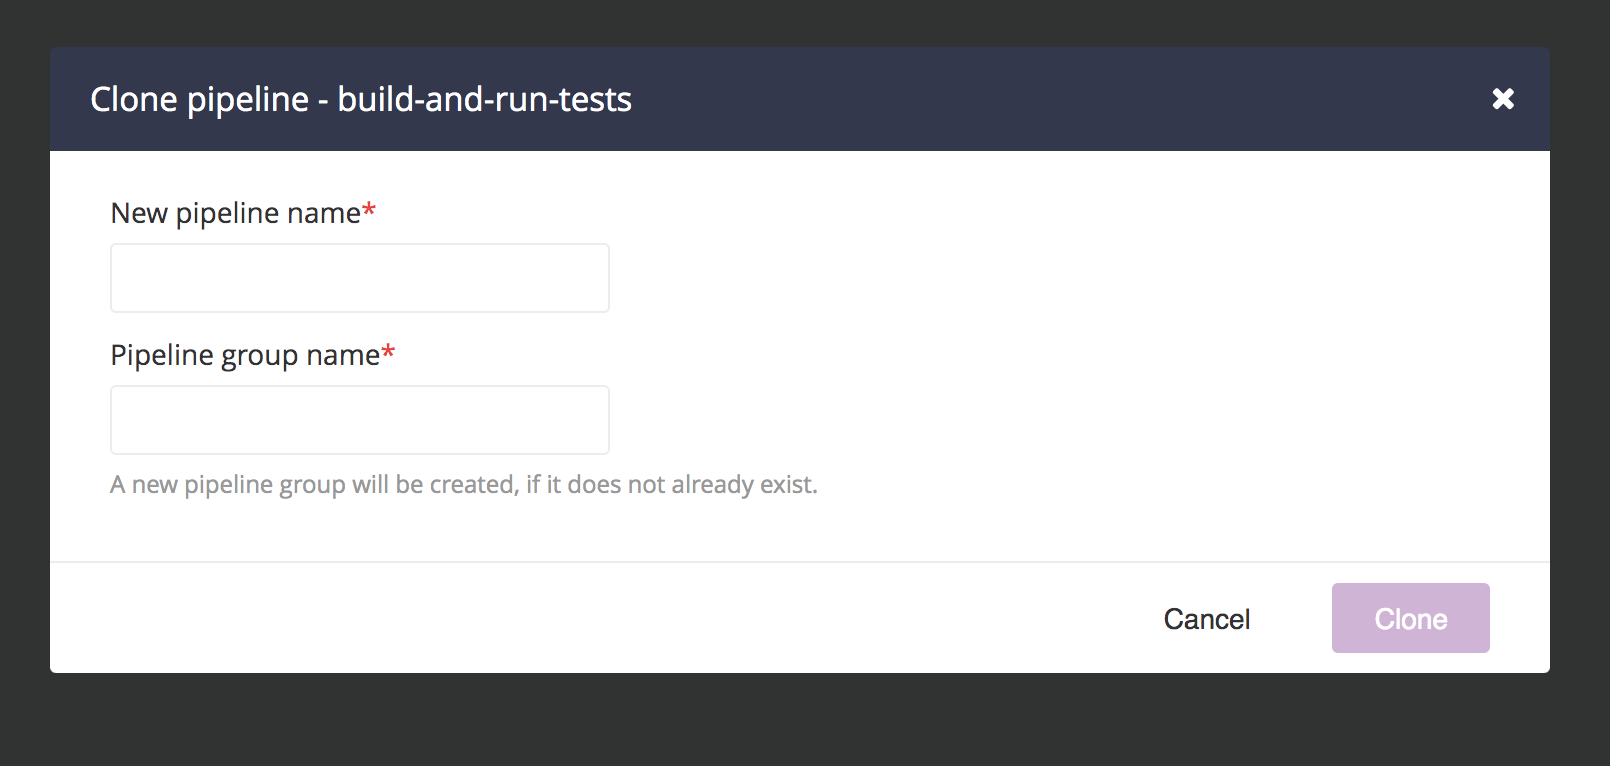 Clone pipeline - build-and-run-tests
New pipeline name*
Pipeline group name*
A new pipeline group will be created, if it does not already exist.
Cancel
Clone